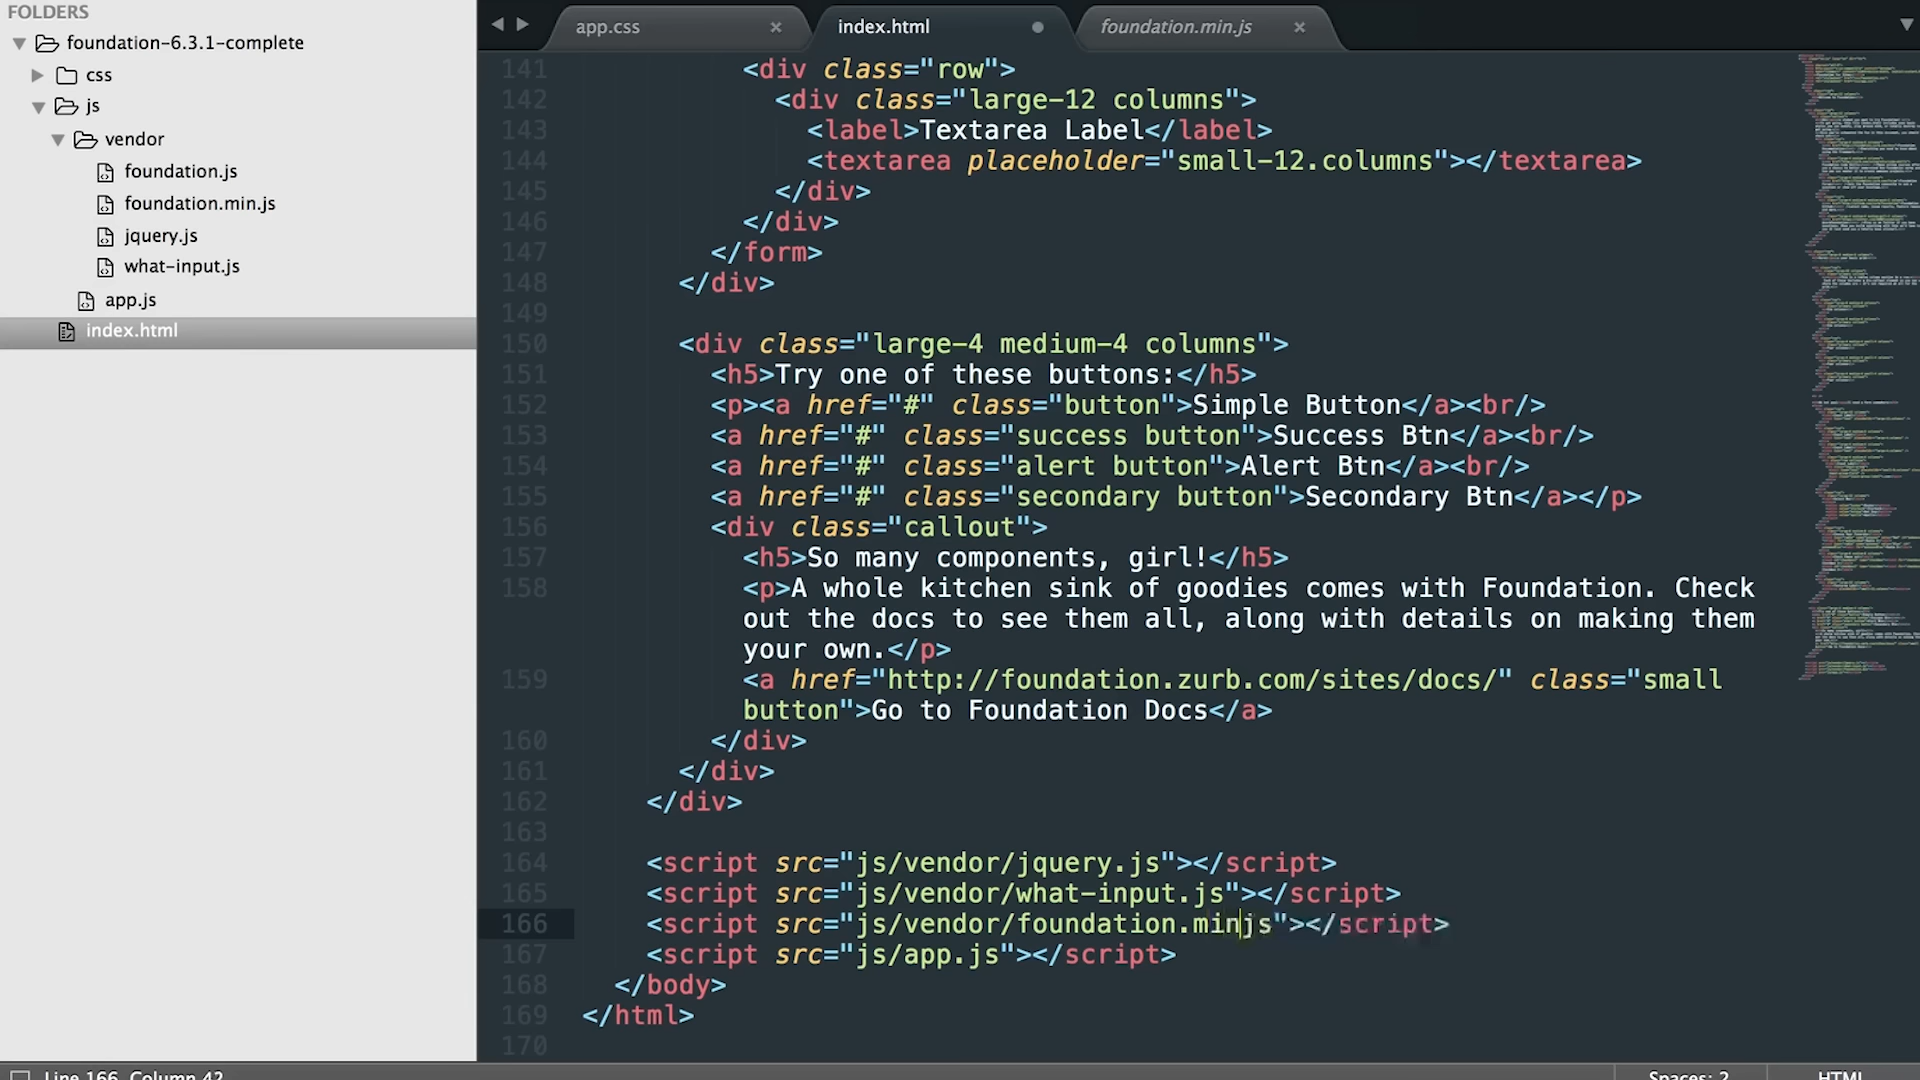 FOLDERS
foundation-6.3.1-complete
css
js
vendor
foundation.js
foundation.min.js
jquery.js
what-input.js
app.js
index.html
app.css × index.html foundation.min.js ×
141 <div class="row">
142 <div class="large-12 columns">
143 <label>Textarea Label</label>
144 <textarea placeholder="small-12.columns"></textarea>
145 </div>
146 </div>
147 </form>
148 </div>
149
150 <div class="large-4 medium-4 columns">
151 <h5>Try one of these buttons:</h5>
152 <p><a href="#" class="button">Simple Button</a><br/>
153 <a href="#" class="success button">Success Btn</a><br/>
154 <a href="#" class="alert button">Alert Btn</a><br/>
155 <a href="#" class="secondary button">Secondary Btn</a></p>
156 <div class="callout">
157 <h5>So many components, girl!</h5>
158 <p>A whole kitchen sink of goodies comes with Foundation. Check
out the docs to see them all, along with details on making them
your own.</p>
159 <a href="http://foundation.zurb.com/sites/docs/" class="small
button">Go to Foundation Docs</a>
160 </div>
161 </div>
162 </div>
163
164 <script src="js/vendor/jquery.js"></script>
165 <script src="js/vendor/what-input.js"></script>
166 <script src="js/vendor/foundation.minjs"></script>
167 <script src="js/app.js"></script>
168 </body>
169 </html>
170
Line 166, Column 42 Spaces: 2 HTML